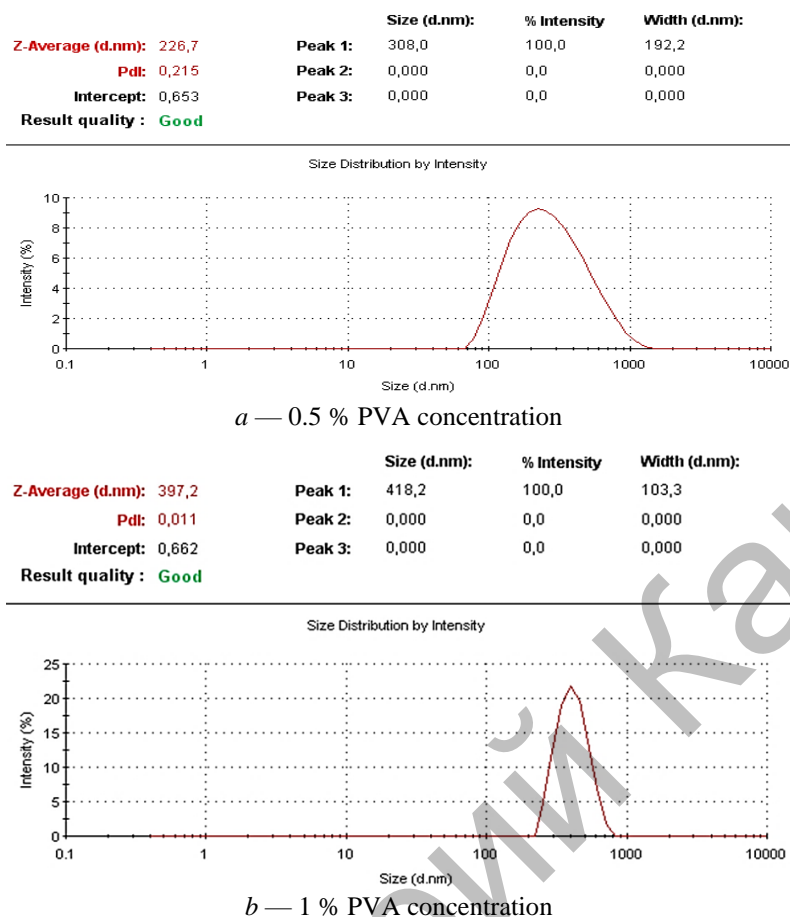 Size (d.nm): % Intensity Width (d.nm):
Z-Average (d.nm): 226,7 Peak 1: 308,0 100,0 192,2
PdI: 0,215 Peak 2: 0,000 0,0 0,000
Intercept: 0,653 Peak 3: 0,000 0,0 0,000
Result quality : Good
Size Distribution by Intensity
10
8
6
4
2
0
Intensity (%)
0.1 1 10 100 1000 10000
Size (d.nm)
a — 0.5 % PVA concentration
Size (d.nm): % Intensity Width (d.nm):
Z-Average (d.nm): 397,2 Peak 1: 418,2 100,0 103,3
PdI: 0,011 Peak 2: 0,000 0,0 0,000
Intercept: 0,662 Peak 3: 0,000 0,0 0,000
Result quality : Good
Size Distribution by Intensity
25
20
15
10
5
0
Intensity (%)
0.1 1 10 100 1000 10000
Size (d.nm)
b — 1 % PVA concentration